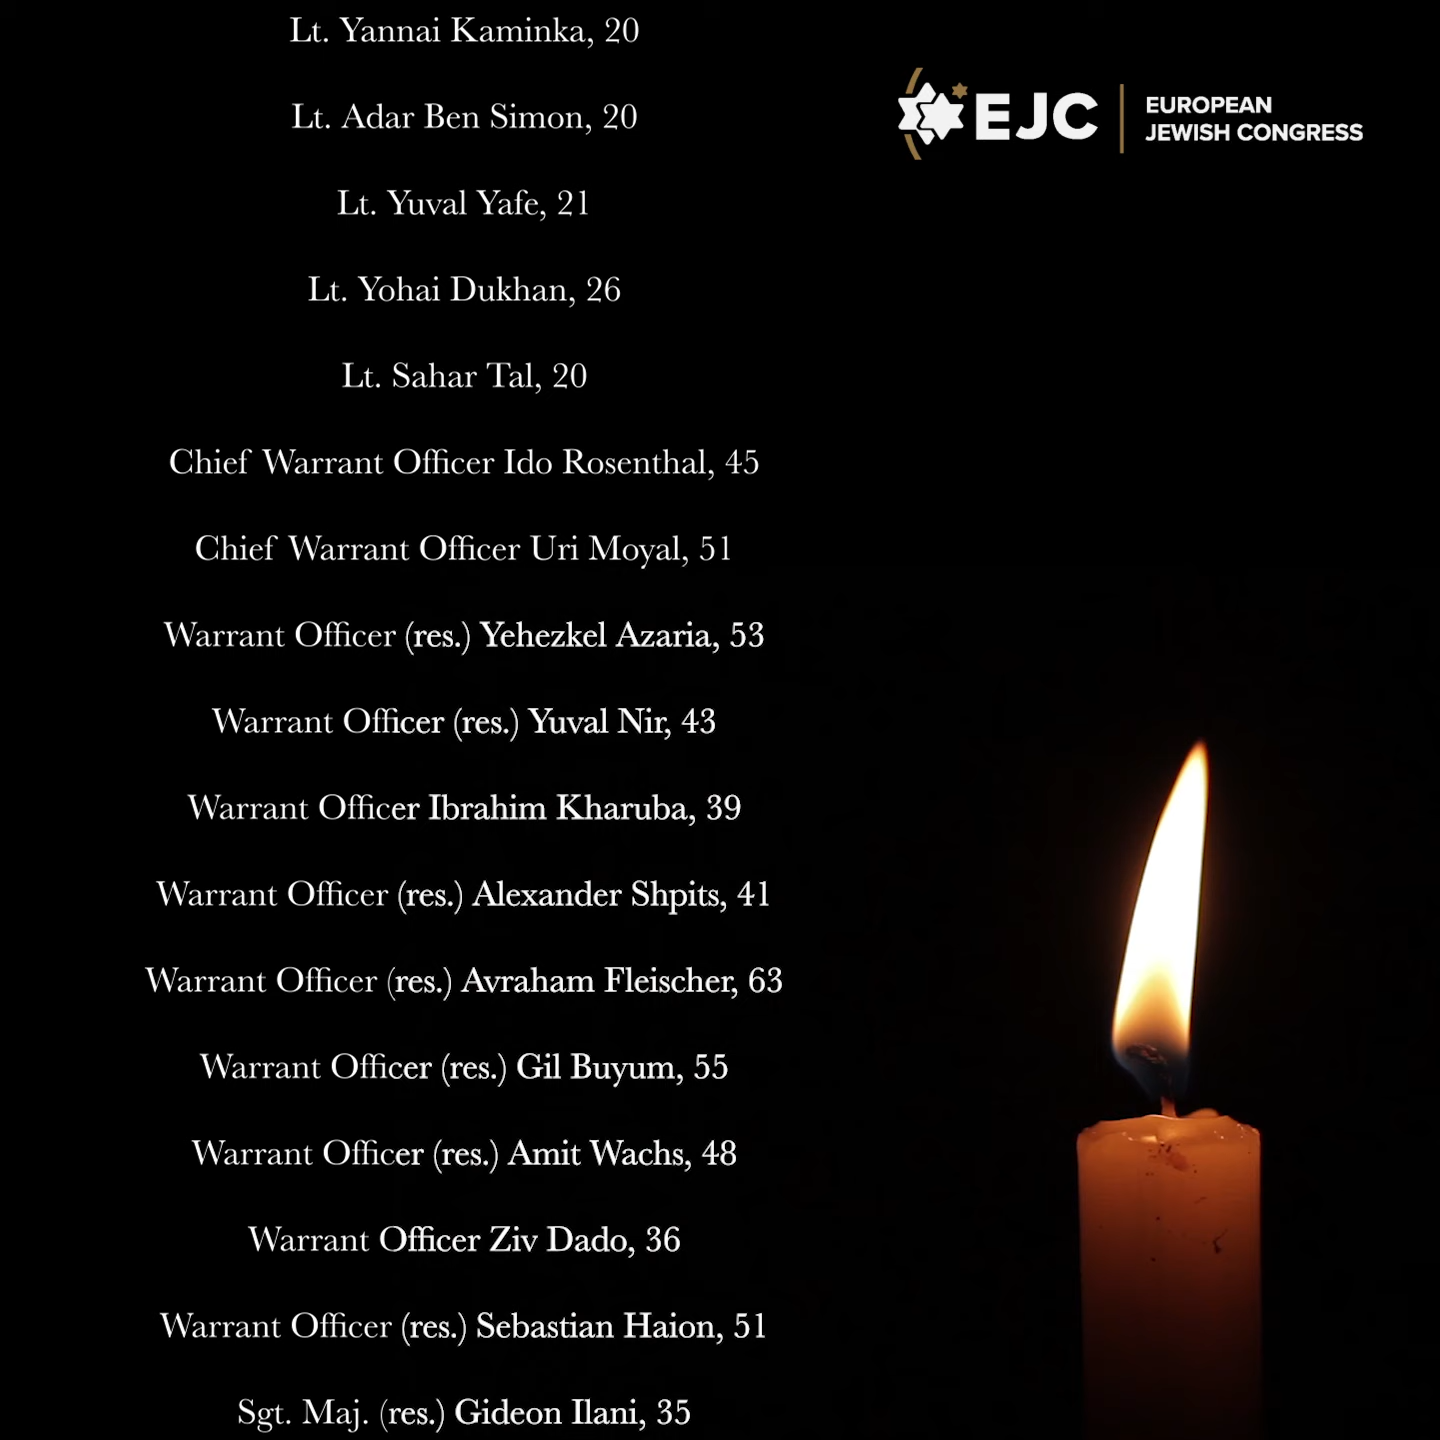 Lt. Yannai Kaminka, 20
Lt. Adar Ben Simon, 20
Lt. Yuval Yafe, 21
Lt. Yohai Dukhan, 26
Lt. Sahar Tal, 20
Chief Warrant Officer Ido Rosenthal, 45
Chief Warrant Officer Uri Moyal, 51
Warrant Officer (res.) Yehezkel Azaria, 53
Warrant Officer (res.) Yuval Nir, 43
Warrant Officer Ibrahim Kharuba, 39
Warrant Officer (res.) Alexander Shpits, 41
Warrant Officer (res.) Avraham Fleischer, 63
Warrant Officer (res.) Gil Buyum, 55
Warrant Officer (res.) Amit Wachs, 48
Warrant Officer Ziv Dado, 36
Warrant Officer (res.) Sebastian Haion, 51
Sgt. Maj. (res.) Gideon Ilani, 35
EJC
EUROPEAN
JEWISH CONGRESS